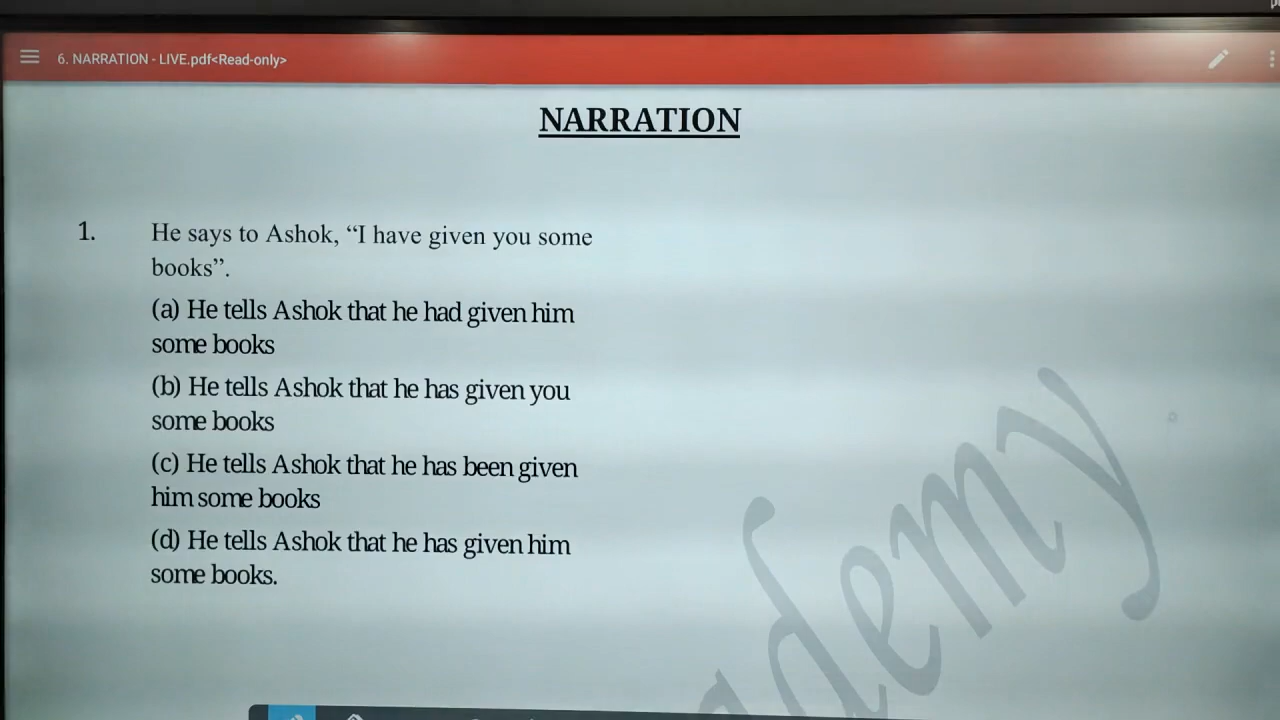 6. NARRATION - LIVE.pdf<Read-only>
NARRATION
1. He says to Ashok, “I have given you some
books”.
(a) He tells Ashok that he had given him
some books
(b) He tells Ashok that he has given you
some books
(c) He tells Ashok that he has been given
him some books
(d) He tells Ashok that he has given him
some books.